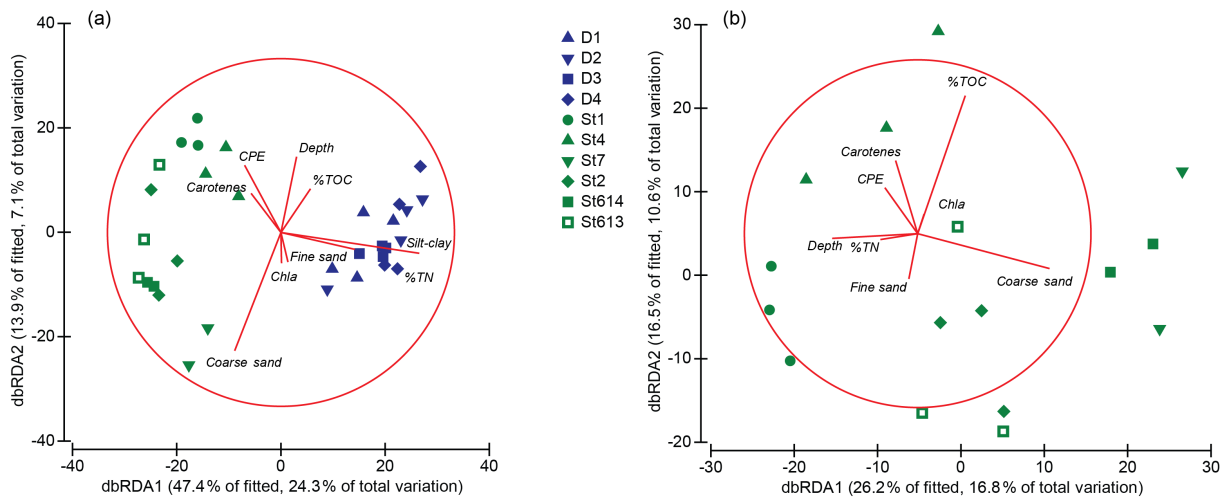 (a)
40
20
0
-20
-40
-40
-20
0
20
40
dbRDA2 (13.9% of fitted, 7.1% of total variation)
dbRDA1 (47.4% of fitted, 24.3% of total variation)
CPE
Depth
%TOC
Carotenes
Silt-clay
Fine sand
%TN
Chla
Coarse sand
D1
D2
D3
D4
St1
St4
St7
St2
St614
St613
(b)
30
20
10
0
-10
-20
-30
-20
-10
0
10
20
30
dbRDA2 (16.5% of fitted, 10.6% of total variation)
dbRDA1 (26.2% of fitted, 16.8% of total variation)
%TOC
Carotenes
CPE
Chla
Depth
%TN
Fine sand
Coarse sand